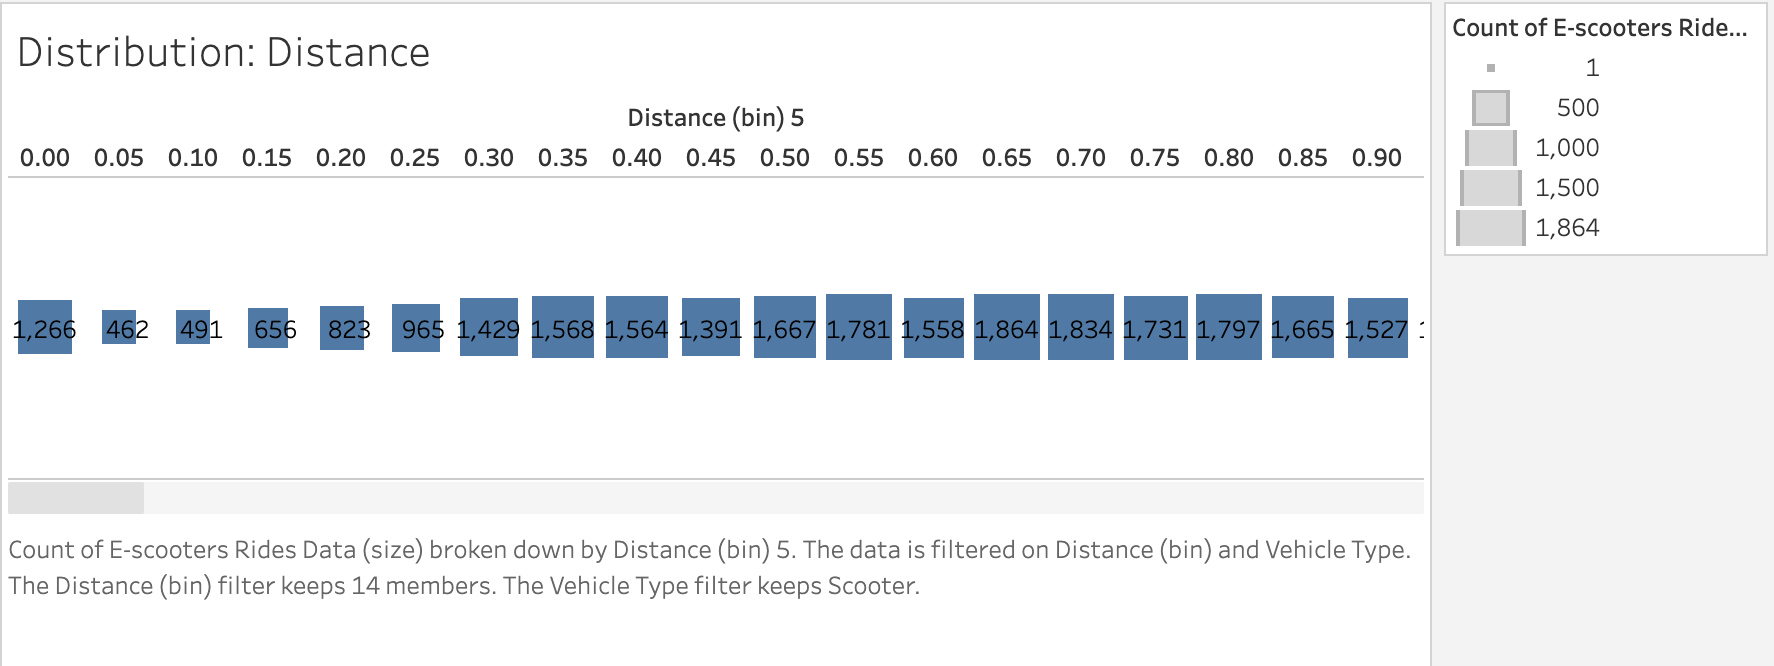 Distribution: Distance
Distance (bin) 5
0.00 0.05 0.10 0.15 0.20 0.25 0.30 0.35 0.40 0.45 0.50 0.55 0.60 0.65 0.70 0.75 0.80 0.85 0.90
1,266 462 491 656 823 965 1,429 1,568 1,564 1,391 1,667 1,781 1,558 1,864 1,834 1,731 1,797 1,665 1,527
Count of E-scooters Rides Data (size) broken down by Distance (bin) 5. The data is filtered on Distance (bin) and Vehicle Type.
The Distance (bin) filter keeps 14 members. The Vehicle Type filter keeps Scooter.
Count of E-scooters Ride...
1
500
1,000
1,500
1,864